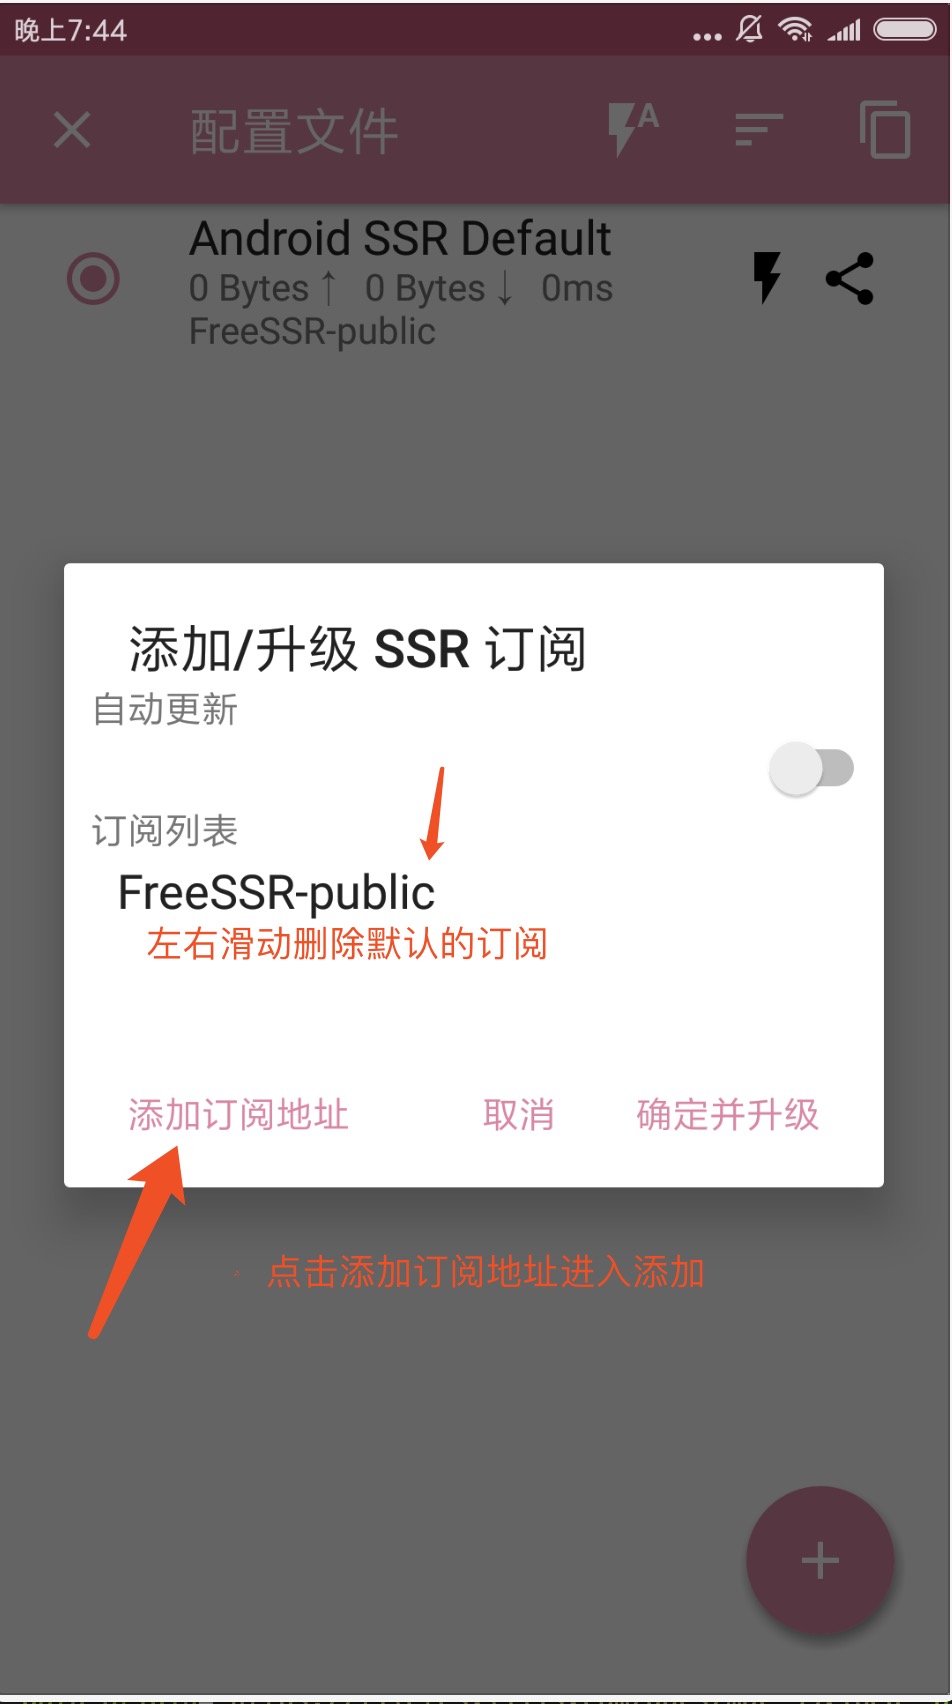 晚上7:44
配置文件
A
Android SSR Default
0 Bytes↑ 0 Bytes↓ 0ms
FreeSSR-public
添加/升级 SSR 订阅
自动更新
订阅列表
FreeSSR-public
左右滑动删除默认的订阅
添加订阅地址 取消 确定并升级
点击添加订阅地址进入添加